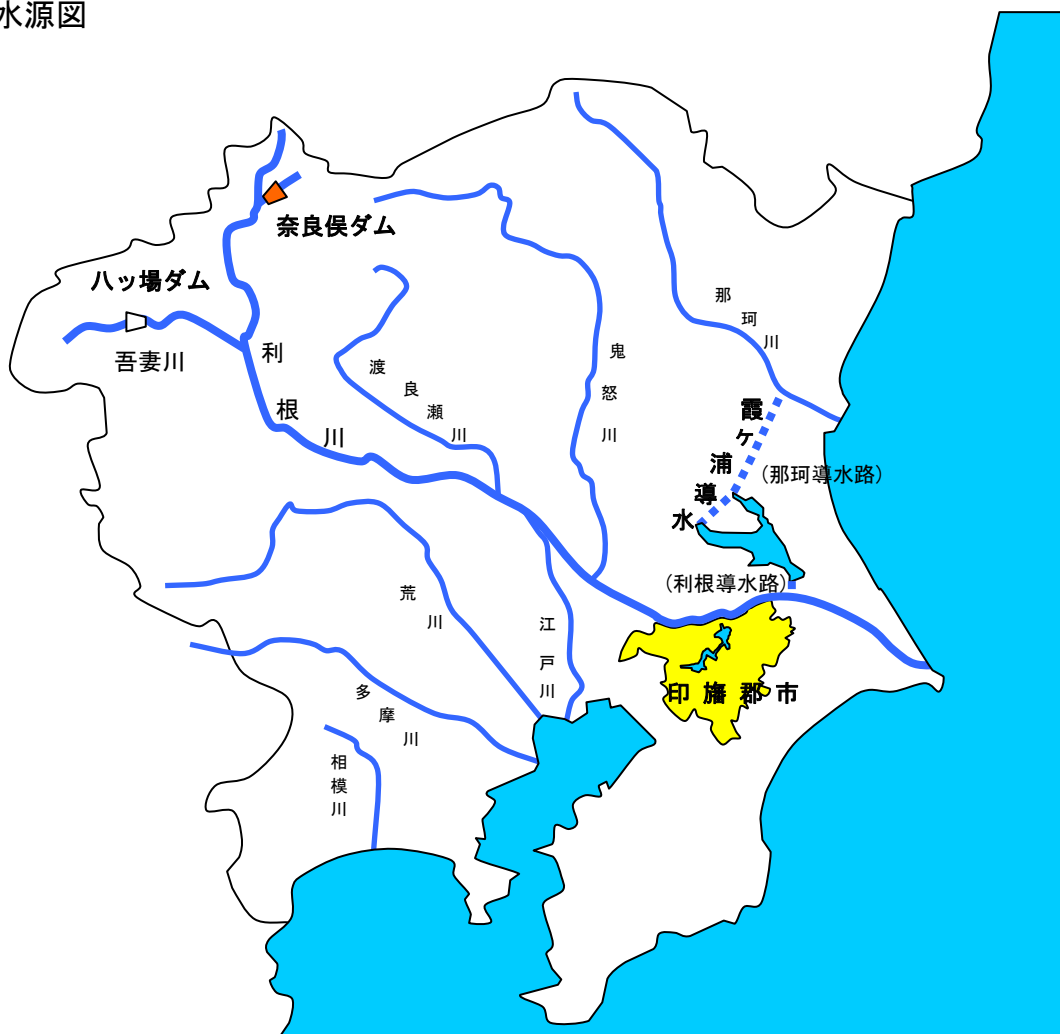 水源図
奈良俣ダム
八ッ場ダム
吾妻川
利根川
渡良瀬川
鬼怒川
那珂川
霞ヶ浦導水
（那珂導水路）
（利根導水路）
荒川
江戸川
印旛郡市
多摩川
相模川